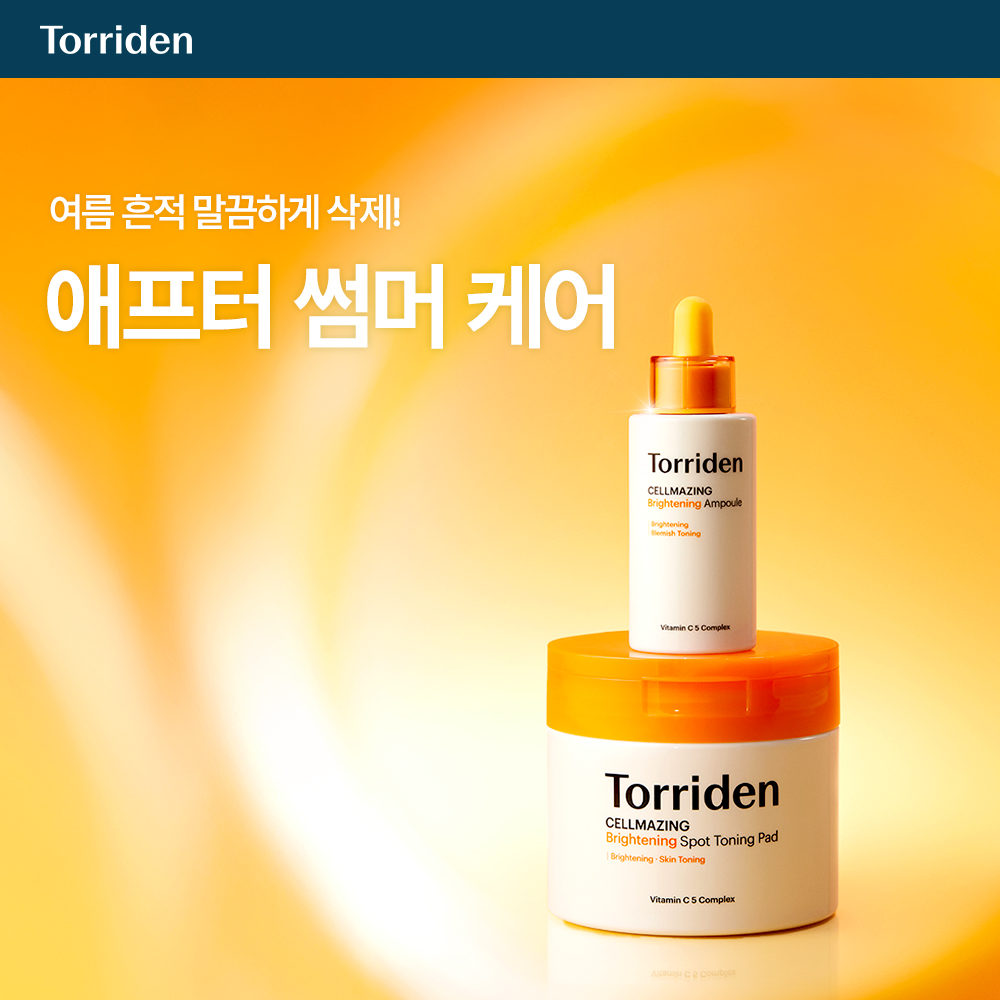 Torriden
여름 흔적 말끔하게 삭제!
애프터 썸머 케어
Torriden
CELLMAZING
Brightening Ampoule
Brightening
Blemish Toning
Vitamin C 5 Complex
Torriden
CELLMAZING
Brightening Spot Toning Pad
Brightening · Skin Toning
Vitamin C 5 Complex